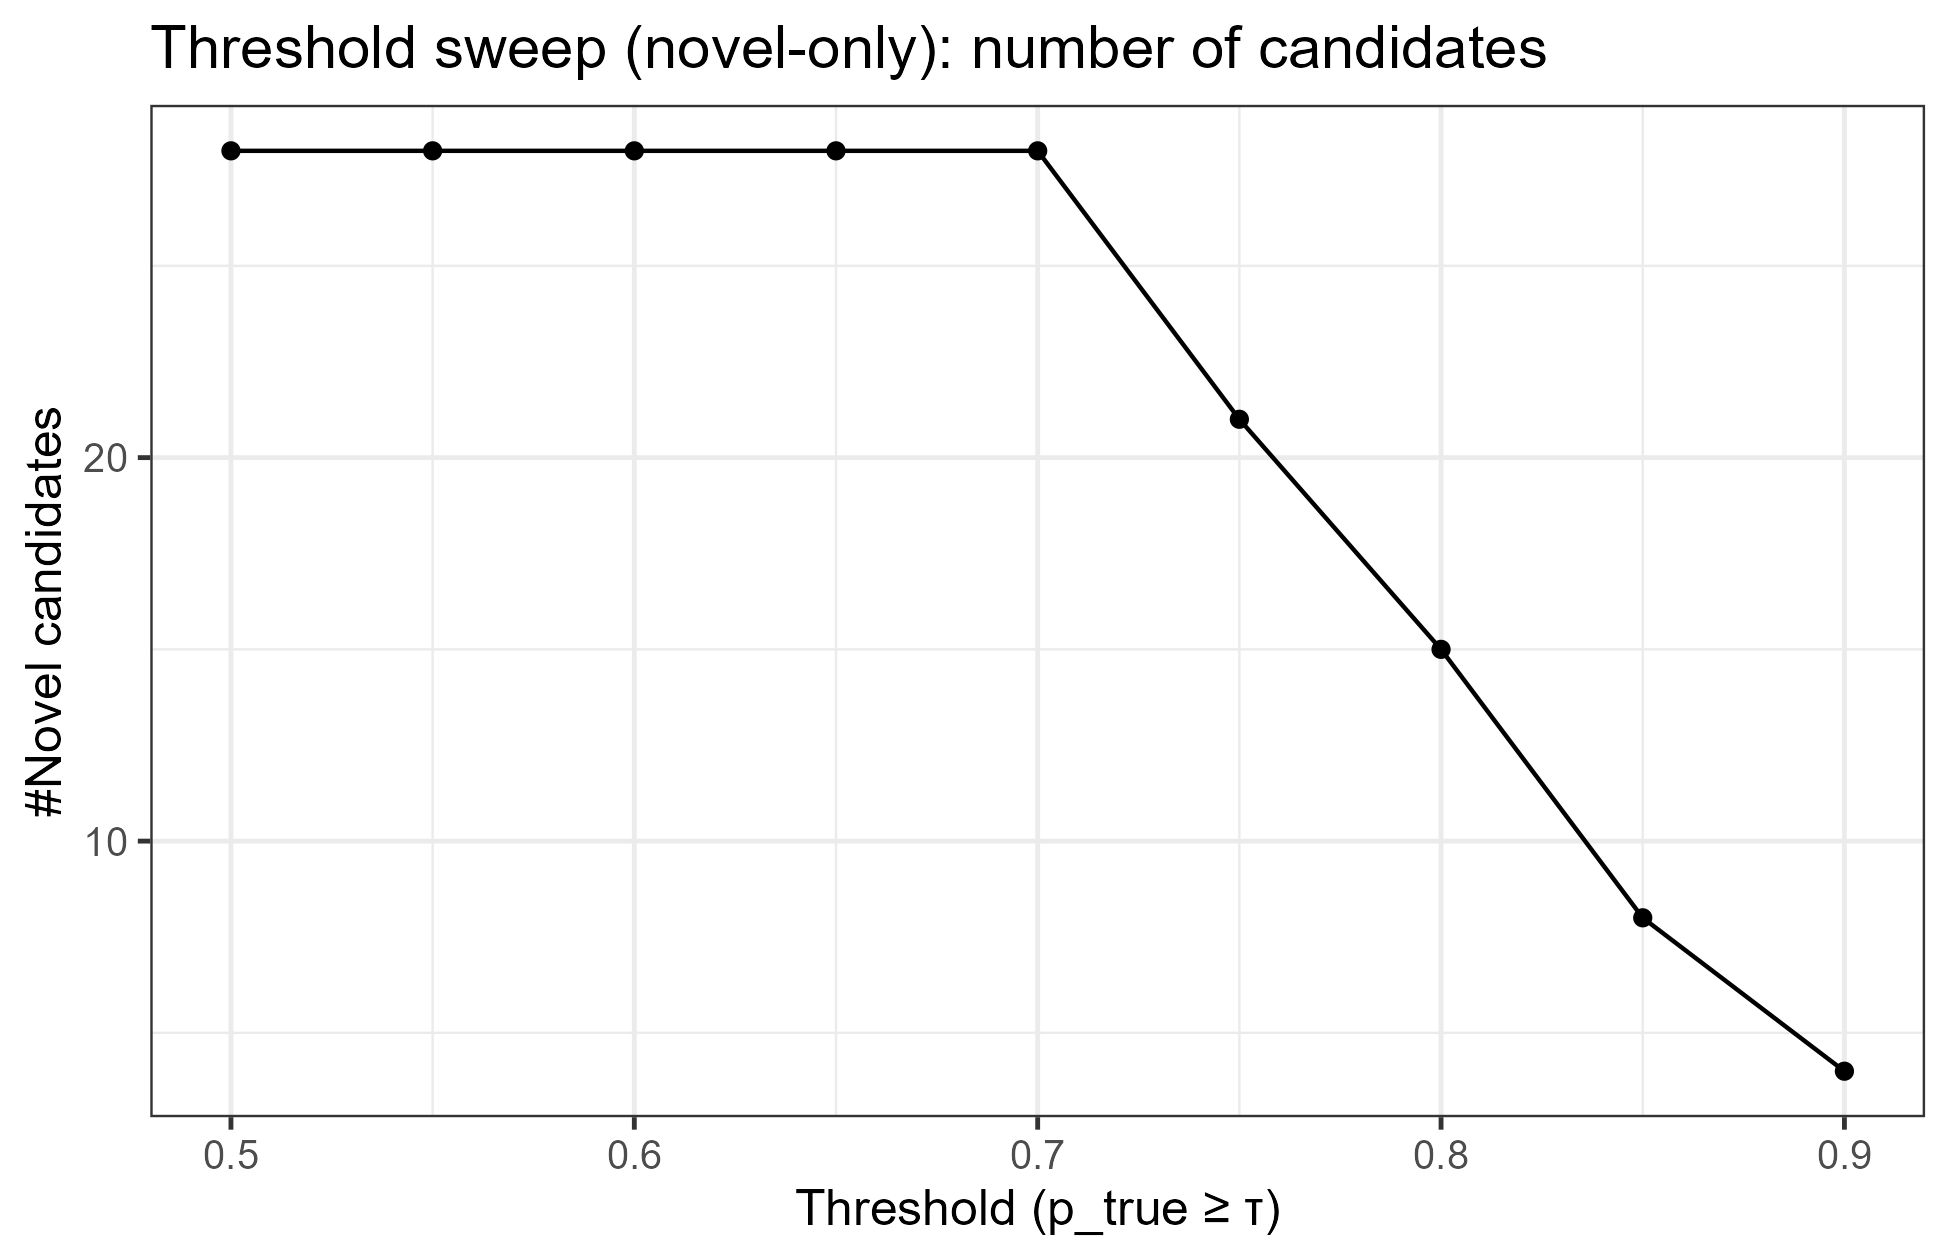 Threshold sweep (novel-only): number of candidates
#Novel candidates
20
10
0.5 0.6 0.7 0.8 0.9
Threshold (p_true ≥ τ)